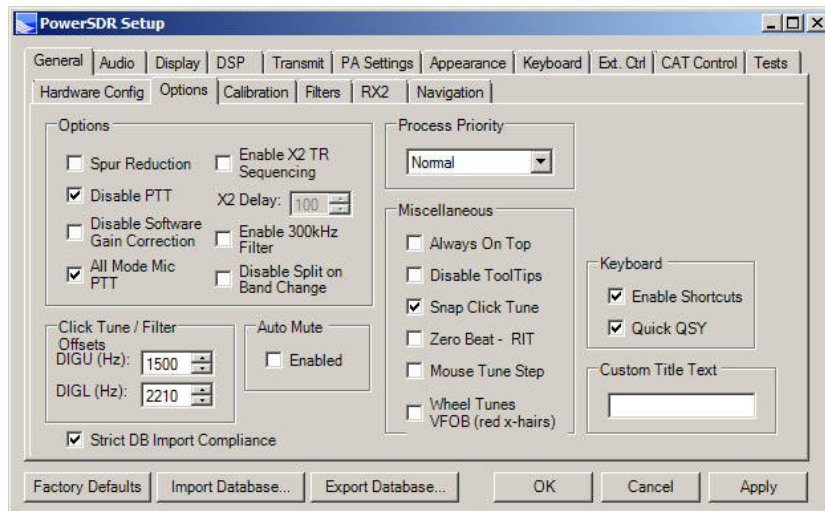 PowerSDR Setup
General Audio Display DSP Transmit PA Settings Appearance Keyboard Ext. Ctrl CAT Control Tests
Hardware Config Options Calibration Filters RX2 Navigation
Options
Spur Reduction
Disable PTT
Disable Software
Gain Correction
All Mode Mic
PTT
Enable X2 TR
Sequencing
X2 Delay: 100
Enable 300kHz
Filter
Disable Split on
Band Change
Click Tune / Filter
Offsets
DIGU (Hz): 1500
DIGL (Hz): 2210
Auto Mute
Enabled
Strict DB Import Compliance
Process Priority
Normal
Miscellaneous
Always On Top
Disable ToolTips
Snap Click Tune
Zero Beat - RIT
Mouse Tune Step
Wheel Tunes
VFOB (red x-hairs)
Keyboard
Enable Shortcuts
Quick QSY
Custom Title Text
Factory Defaults Import Database... Export Database... OK Cancel Apply